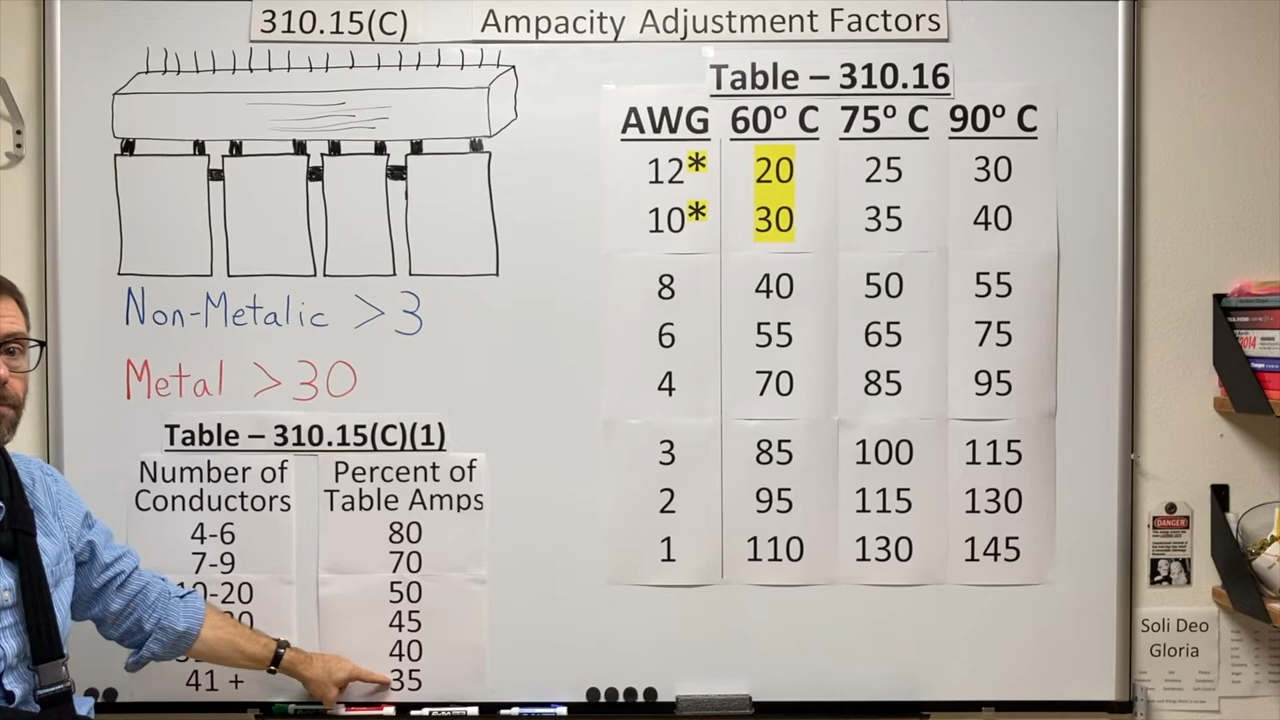 310.15(C)
Ampacity Adjustment Factors
Non-Metalic >3
Metal >30
Table – 310.15(C)(1)
Number of Conductors Percent of Table Amps
4-6 80
7-9 70
-20 50
45
40
41 + 35
Table – 310.16
AWG 60º C 75º C 90º C
12* 20 25 30
10* 30 35 40
8 40 50 55
6 55 65 75
4 70 85 95
3 85 100 115
2 95 115 130
1 110 130 145
2014
DANGER
Soli Deo
Gloria